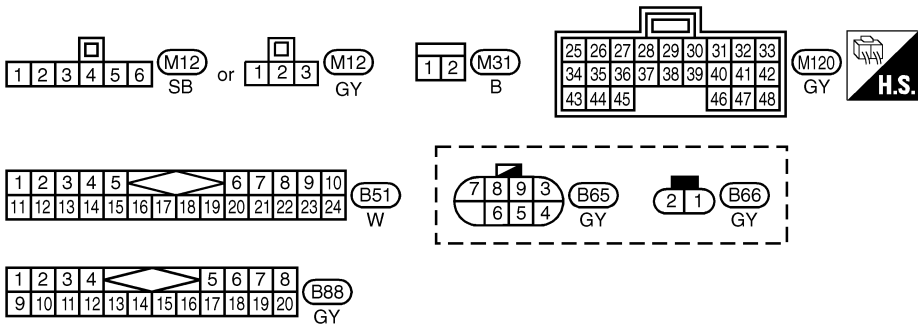 1 2 3 4 5 6 M12 SB or 1 2 3 M12 GY
1 2 M31 B
25 26 27 28 29 30 31 32 33
34 35 36 37 38 39 40 41 42
43 44 45 46 47 48
M120
GY
H.S.
1 2 3 4 5 6 7 8 9 10
11 12 13 14 15 16 17 18 19 20 21 22 23 24
B51
W
7 8 9 3
6 5 4
B65
GY
2 1
B66
GY
1 2 3 4 5 6 7 8
9 10 11 12 13 14 15 16 17 18 19 20
B88
GY